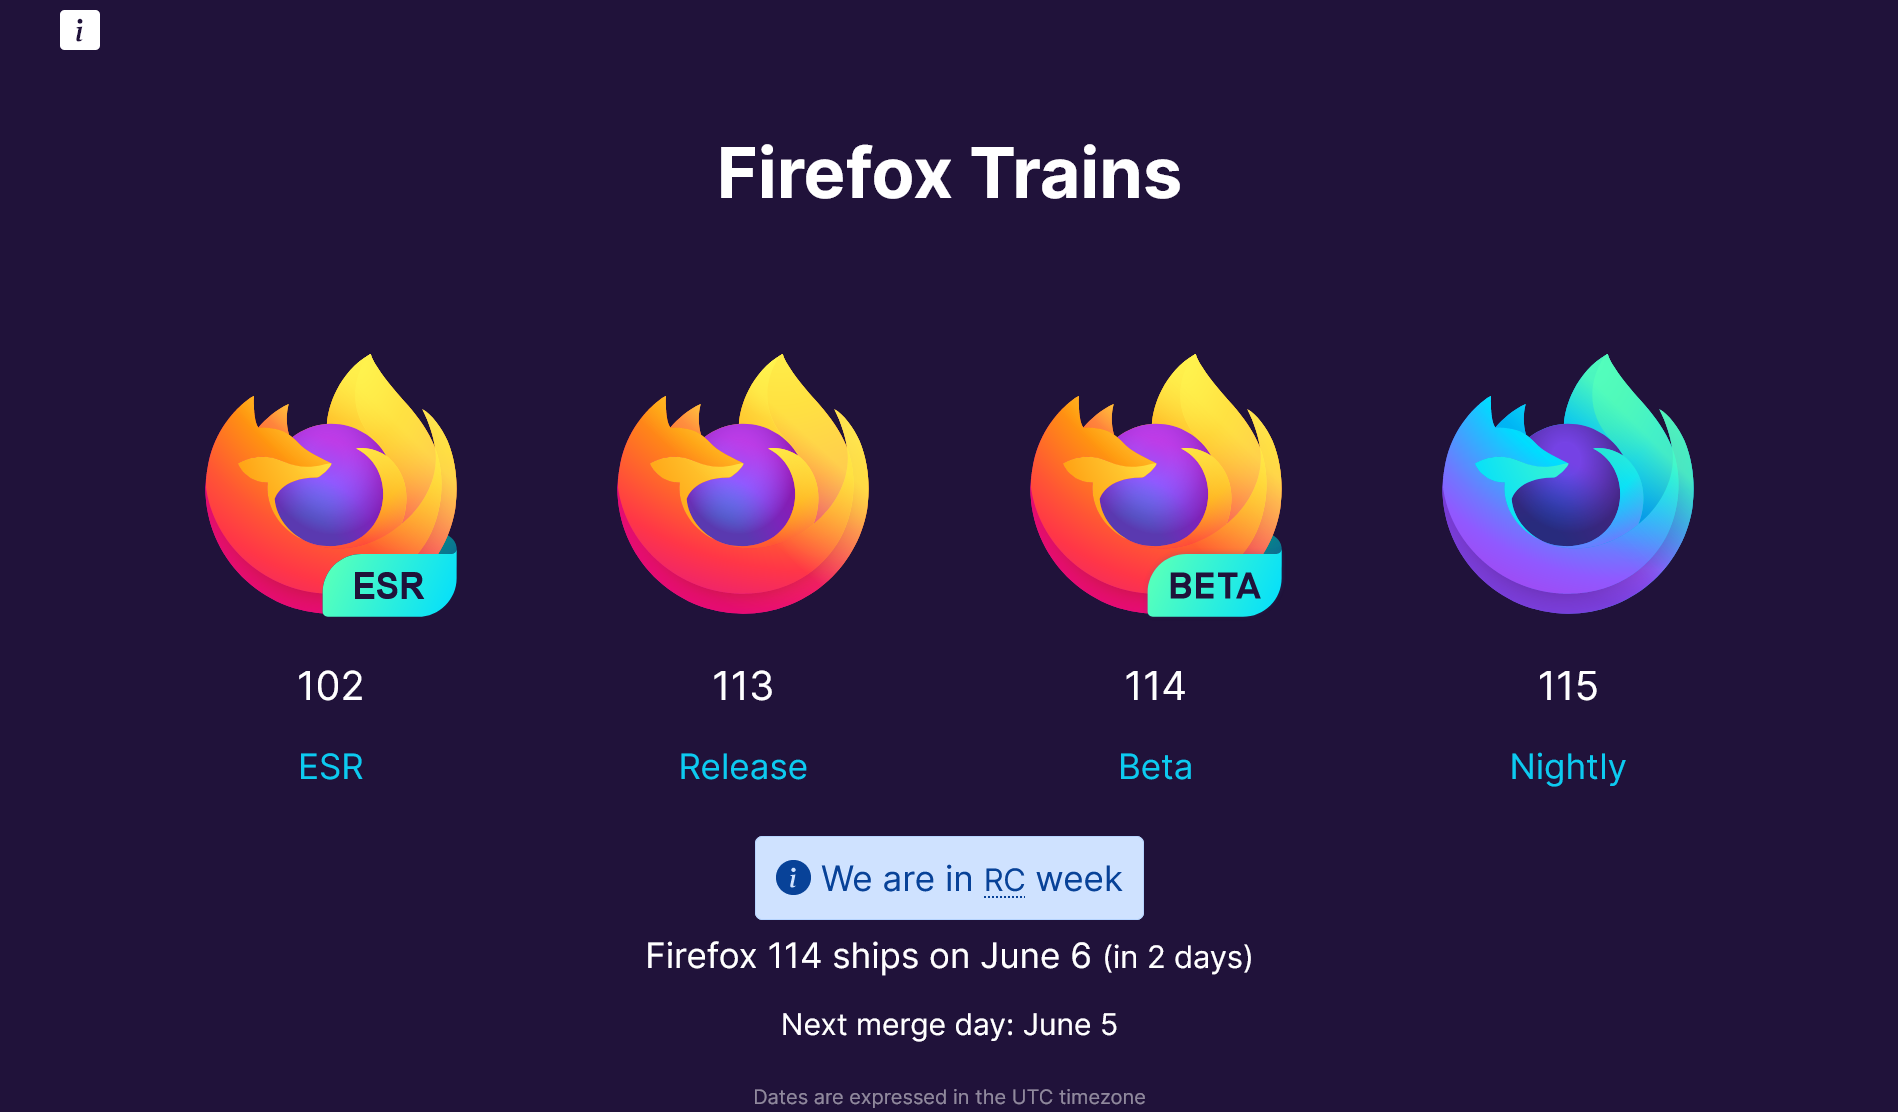 i
Firefox Trains
ESR
BETA
102
113
114
115
ESR
Release
Beta
Nightly
i We are in RC week
Firefox 114 ships on June 6 (in 2 days)
Next merge day: June 5
Dates are expressed in the UTC timezone